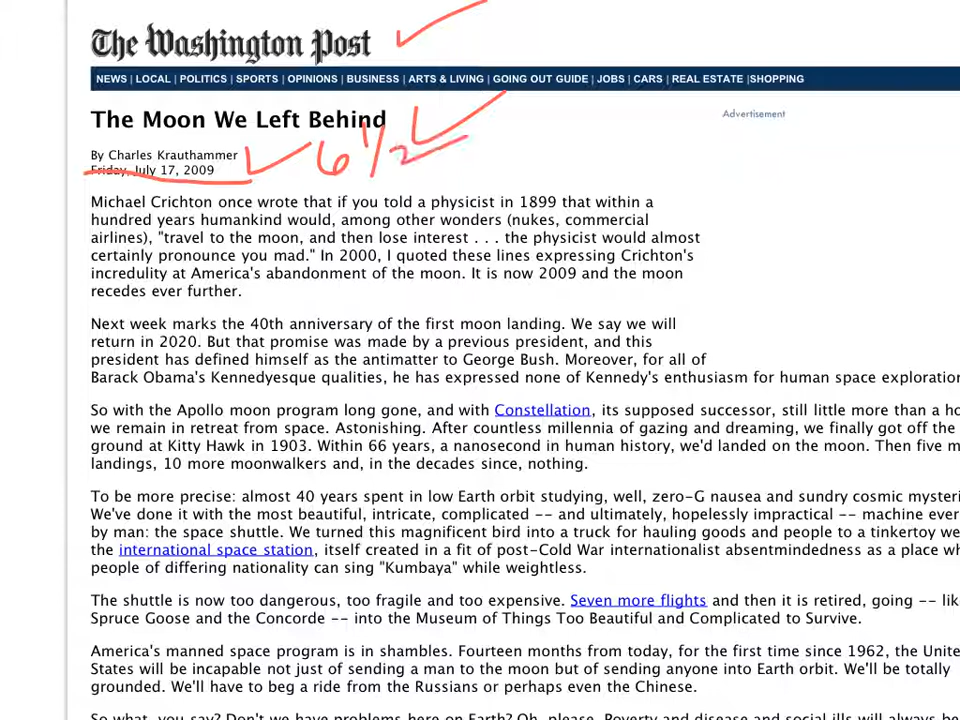 The Washington Post
NEWS | LOCAL | POLITICS | SPORTS | OPINIONS | BUSINESS | ARTS & LIVING | GOING OUT GUIDE | JOBS | CARS | REAL ESTATE |SHOPPING
The Moon We Left Behind
Advertisement
By Charles Krauthammer
Friday, July 17, 2009
6 1/2
Michael Crichton once wrote that if you told a physicist in 1899 that within a
hundred years humankind would, among other wonders (nukes, commercial
airlines), "travel to the moon, and then lose interest . . . the physicist would almost
certainly pronounce you mad." In 2000, I quoted these lines expressing Crichton's
incredulity at America's abandonment of the moon. It is now 2009 and the moon
recedes ever further.
Next week marks the 40th anniversary of the first moon landing. We say we will
return in 2020. But that promise was made by a previous president, and this
president has defined himself as the antimatter to George Bush. Moreover, for all of
Barack Obama's Kennedyesque qualities, he has expressed none of Kennedy's enthusiasm for human space
So with the Apollo moon program long gone, and with Constellation, its supposed successor, still little more than a
we remain in retreat from space. Astonishing. After countless millennia of gazing and dreaming, we finally got off the
ground at Kitty Hawk in 1903. Within 66 years, a nanosecond in human history, we'd landed on the moon. Then five
landings, 10 more moonwalkers and, in the decades since, nothing.
To be more precise: almost 40 years spent in low Earth orbit studying, well, zero-G nausea and sundry cosmic
We've done it with the most beautiful, intricate, complicated -- and ultimately, hopelessly impractical -- machine ever
by man: the space shuttle. We turned this magnificent bird into a truck for hauling goods and people to a tinkertoy
the international space station, itself created in a fit of post-Cold War internationalist absentmindedness as a place
people of differing nationality can sing "Kumbaya" while weightless.
The shuttle is now too dangerous, too fragile and too expensive. Seven more flights and then it is retired, going --
Spruce Goose and the Concorde -- into the Museum of Things Too Beautiful and Complicated to Survive.
America's manned space program is in shambles. Fourteen months from today, for the first time since 1962, the
States will be incapable not just of sending a man to the moon but of sending anyone into Earth orbit. We'll be totally
grounded. We'll have to beg a ride from the Russians or perhaps even the Chinese.
So what, you say? Don't we have problems here on Earth? Oh, please. Poverty and disease and social ills will always